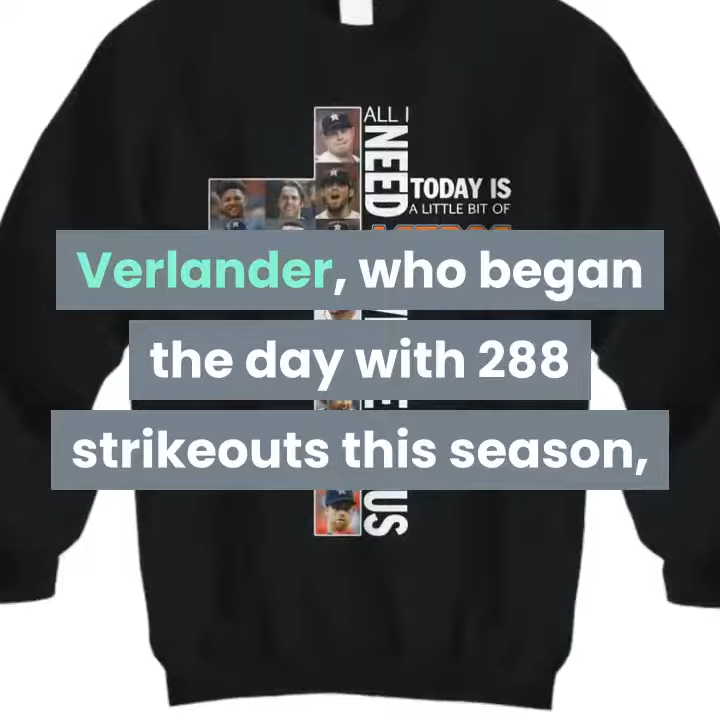 ALL I
NEED
TODAY IS
A LITTLE BIT OF
Verlander, who began
the day with 288
strikeouts this season,
US